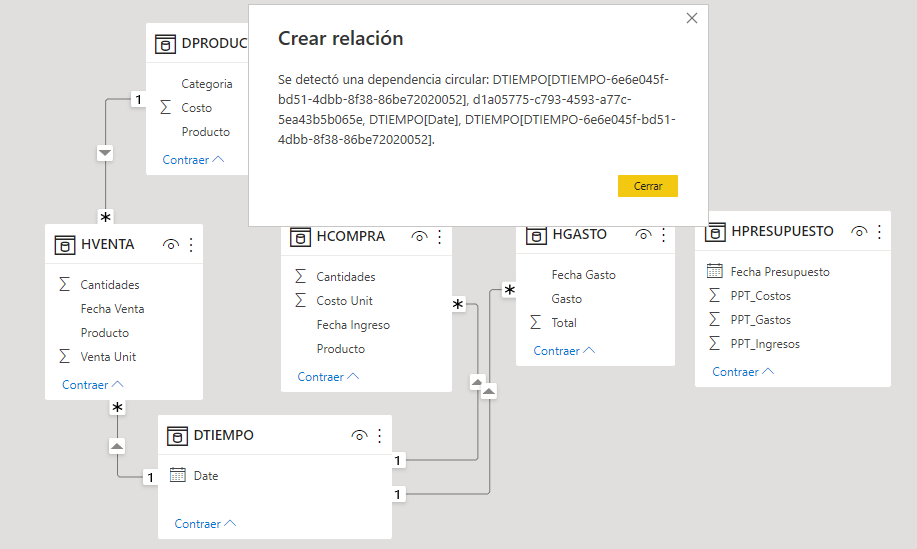 DPRODUC
Categoria
Costo
Producto
Contraer
Crear relación
Se detectó una dependencia circular: DTIEMPO[DTIEMPO-6e6e045f-
bd51-4dbb-8f38-86be72020052], d1a05775-c793-4593-a77c-
5ea43b5b065e, DTIEMPO[Date], DTIEMPO[DTIEMPO-6e6e045f-bd51-
4dbb-8f38-86be72020052].
Cerrar
1
*
HVENTA
Cantidades
Fecha Venta
Producto
Venta Unit
Contraer
*
1
HCOMPRA
Cantidades
Costo Unit
Fecha Ingreso
Producto
Contraer
*
HGASTO
Fecha Gasto
Gasto
Total
Contraer
*
HPRESUPUESTO
Fecha Presupuesto
PPT_Costos
PPT_Gastos
PPT_Ingresos
Contraer
DTIEMPO
Date
Contraer
1
1